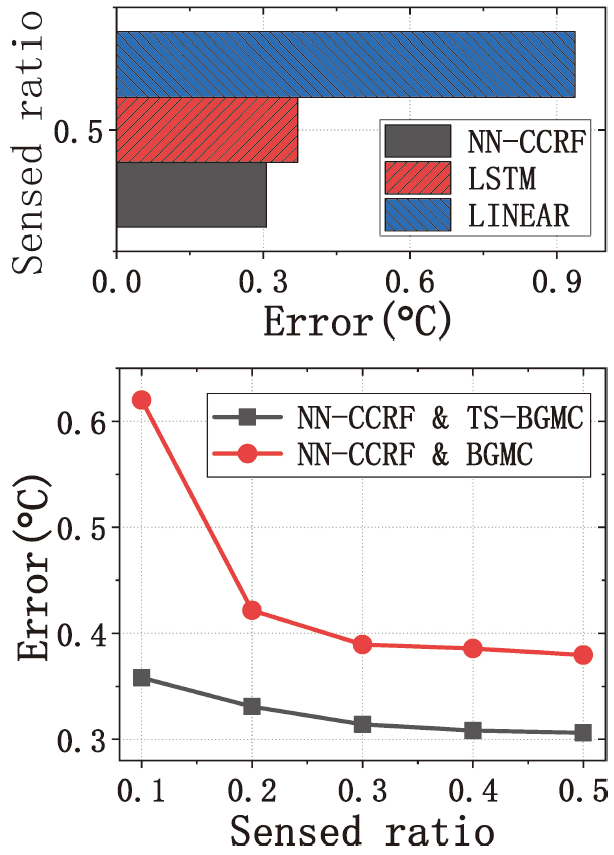 Sensed ratio
0.5
NN-CCRF
LSTM
LINEAR
0.0 0.3 0.6 0.9
Error(°C)
0.6
0.5
0.4
0.3
Error(°C)
NN-CCRF & TS-BGMC
NN-CCRF & BGMC
0.1 0.2 0.3 0.4 0.5
Sensed ratio